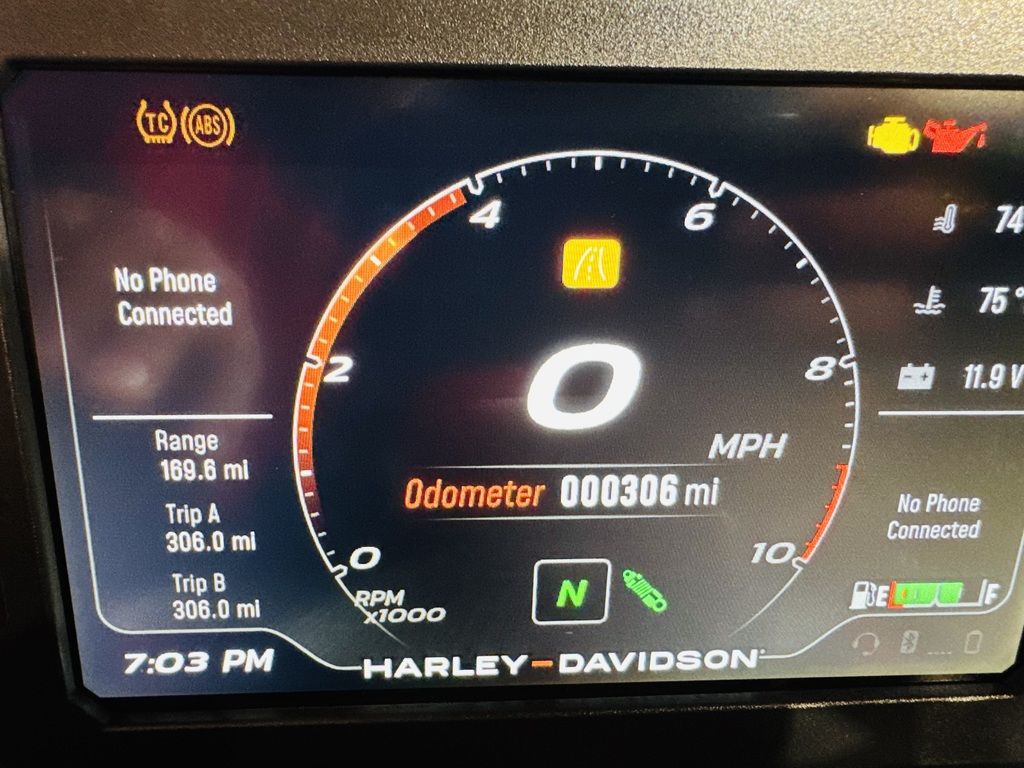 TC ABS
4 6
2 8
0 10
No Phone
Connected
0
MPH
Odometer 000306 mi
Range
169.6 mi
Trip A
306.0 mi
Trip B
306.0 mi
RPM
x1000
N
74
75 °
11.9 V
No Phone
Connected
E F
7:03 PM
HARLEY-DAVIDSON